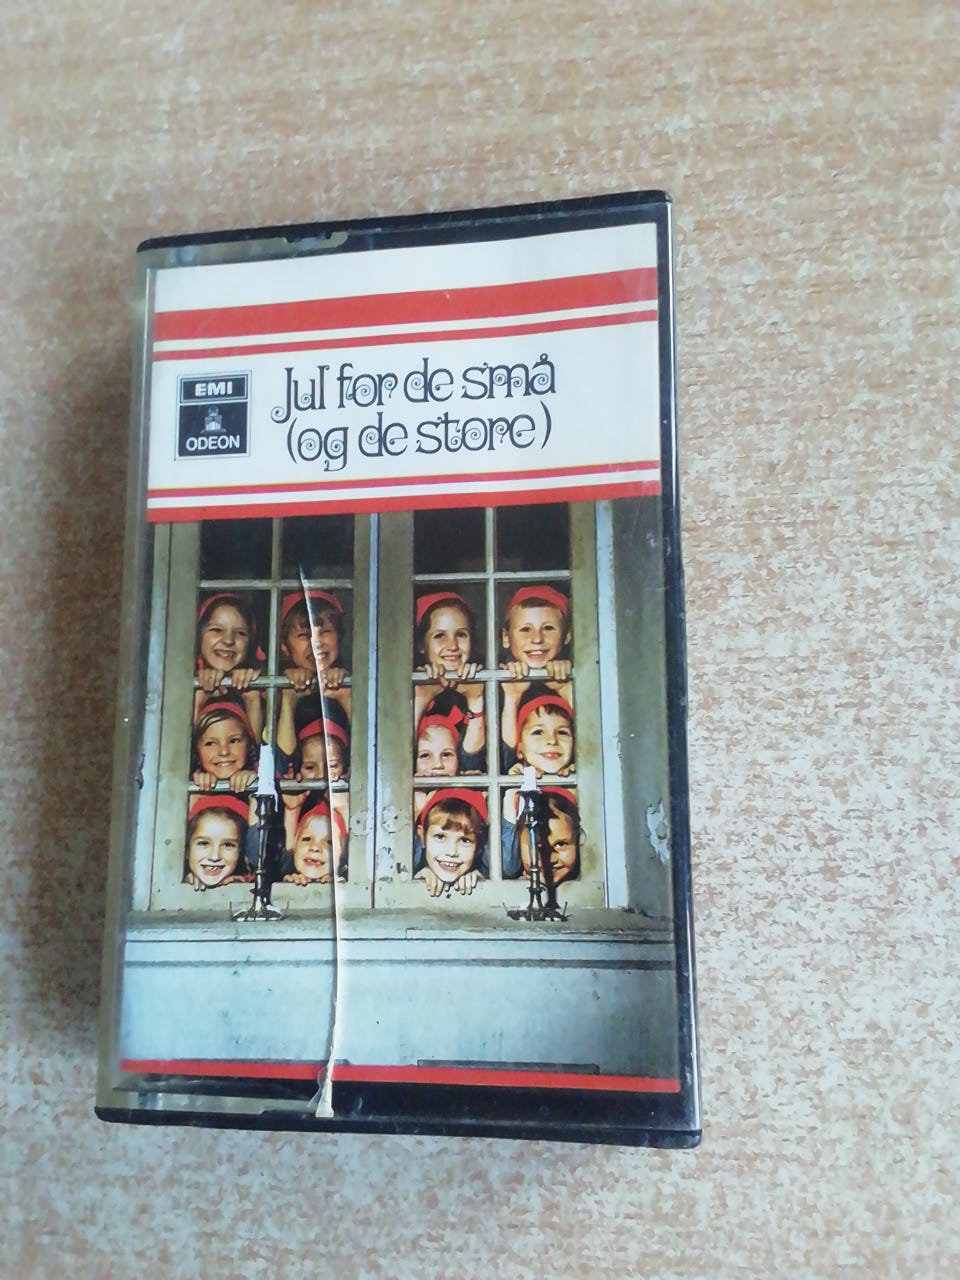 EMI
ODEON
Jul for de små
(og de store)